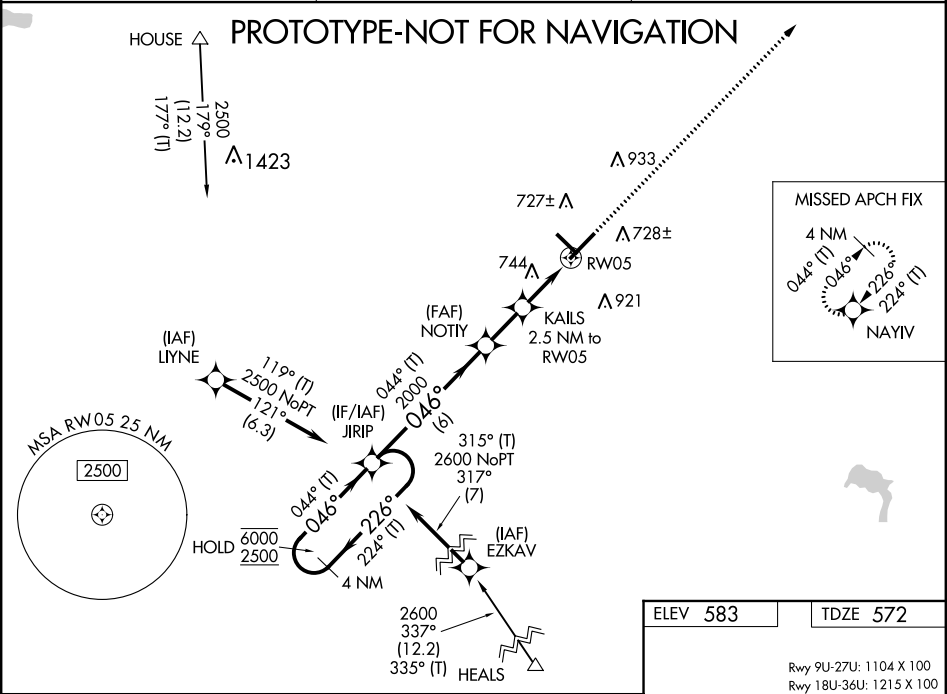 PROTOTYPE-NOT FOR NAVIGATION
HOUSE
2500
179°
(12.2)
177° (T)
1423
933
727±
728±
744
RW05
921
MISSED APCH FIX
4 NM
044° (T)
046°
226°
224° (T)
NAYIV
(FAF)
NOTIY
KAILS
2.5 NM to
RW05
(IAF)
LIYNE
119° (T)
2500 NoPT
121°
(6.3)
(IF/IAF)
JIRIP
044° (T)
2000
046°
(6)
MSA RW05 25 NM
2500
315° (T)
2600 NoPT
317°
(7)
044° (T)
046°
226°
224° (T)
HOLD
6000
2500
4 NM
(IAF)
EZKAV
2600
337°
(12.2)
335° (T)
HEALS
ELEV 583
TDZE 572
Rwy 9U-27U: 1104 X 100
Rwy 18U-36U: 1215 X 100